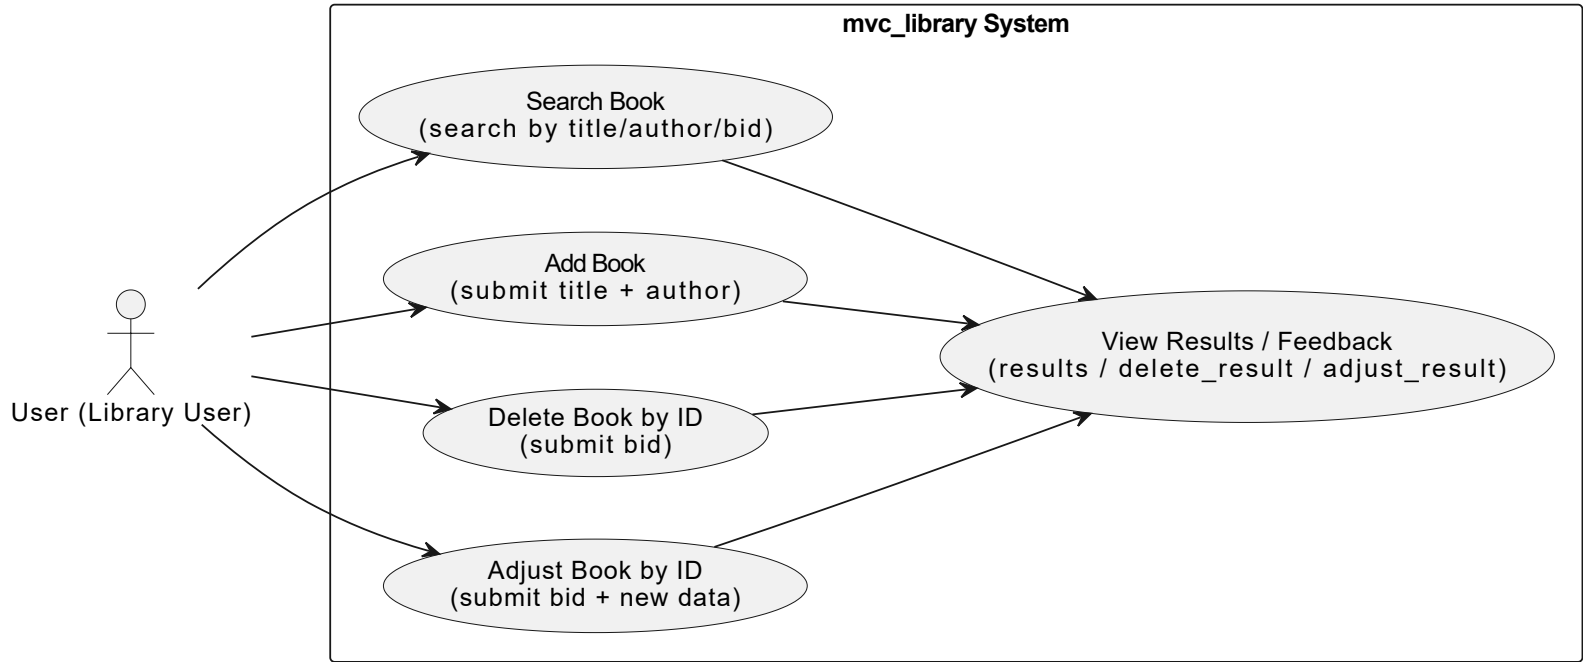 mvc_library System
Search Book
(search by title/author/bid)
Add Book
(submit title + author)
View Results / Feedback
(results / delete_result / adjust_result)
User (Library User)
Delete Book by ID
(submit bid)
Adjust Book by ID
(submit bid + new data)